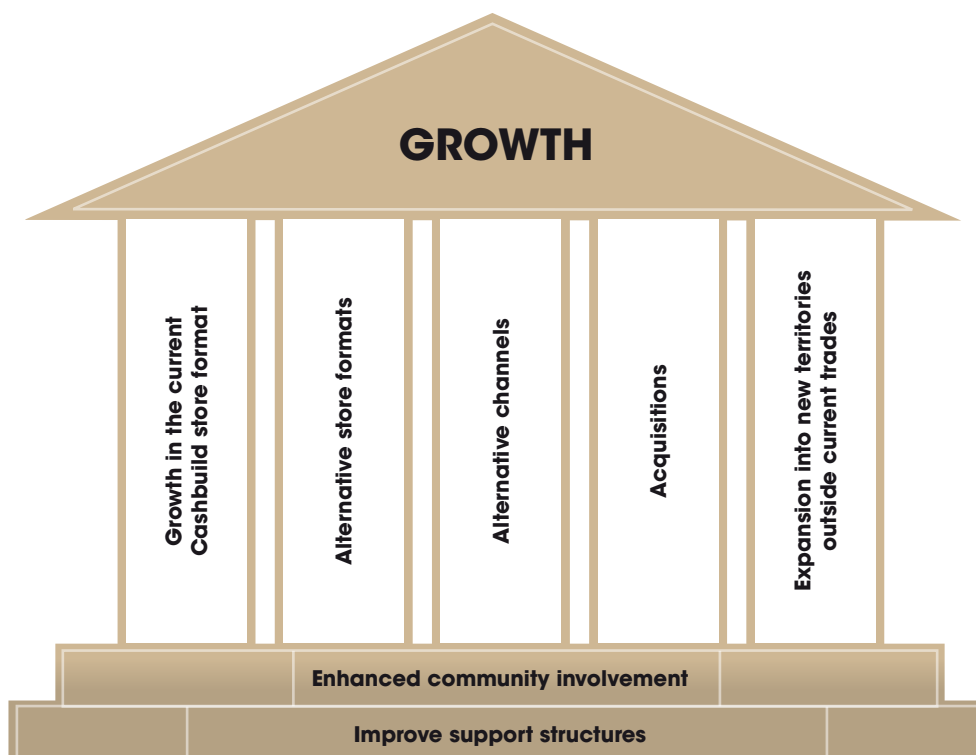 GROWTH
Growth in the current
Cashbuild store format
Alternative store formats
Alternative channels
Acquisitions
Expansion into new territories
outside current trades
Enhanced community involvement
Improve support structures